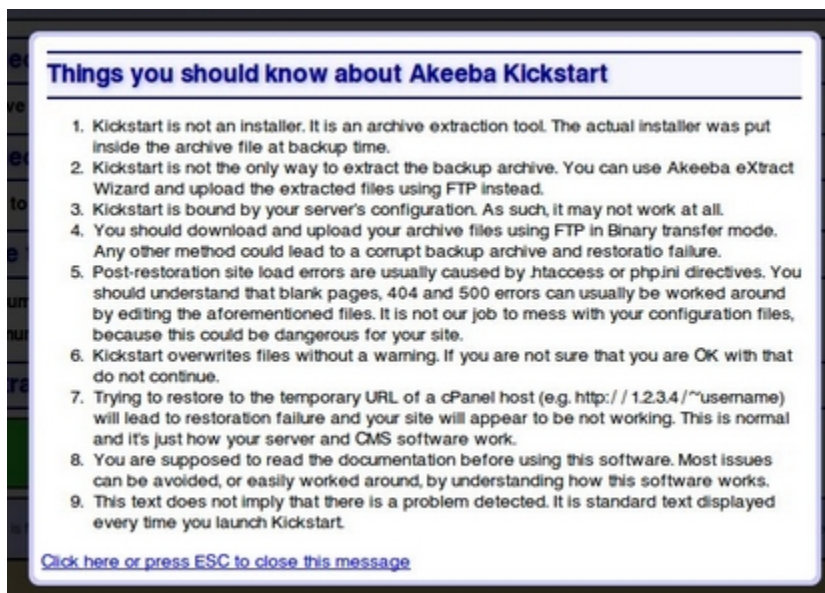 Things you should know about Akeeba Kickstart
1. Kickstart is not an installer. It is an archive extraction tool. The actual installer was put
inside the archive file at backup time.
2. Kickstart is not the only way to extract the backup archive. You can use Akeeba eXtract
Wizard and upload the extracted files using FTP instead.
3. Kickstart is bound by your server's configuration. As such, it may not work at all.
4. You should download and upload your archive files using FTP in Binary transfer mode.
Any other method could lead to a corrupt backup archive and restoratio failure.
5. Post-restoration site load errors are usually caused by .htaccess or php.ini directives. You
should understand that blank pages, 404 and 500 errors can usually be worked around
by editing the aforementioned files. It is not our job to mess with your configuration files,
because this could be dangerous for your site.
6. Kickstart overwrites files without a warning. If you are not sure that you are OK with that
do not continue.
7. Trying to restore to the temporary URL of a cPanel host (e.g. http://1.2.3.4/~username)
will lead to restoration failure and your site will appear to be not working. This is normal
and it's just how your server and CMS software work.
8. You are supposed to read the documentation before using this software. Most issues
can be avoided, or easily worked around, by understanding how this software works.
9. This text does not imply that there is a problem detected. It is standard text displayed
every time you launch Kickstart.
Click here or press ESC to close this message